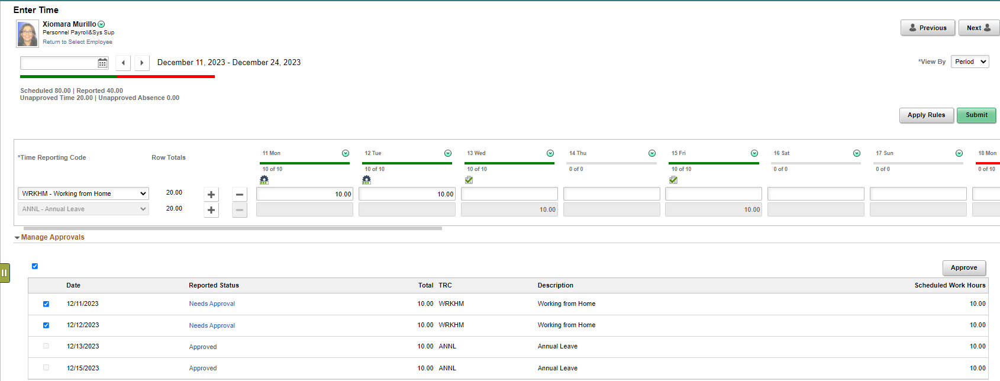 Enter Time
Xiomara Murillo
Personnel Payroll&Sys Sup
Return to Select Employee
Previous
Next
December 11, 2023 - December 24, 2023
*View By Period
Scheduled 80.00 | Reported 40.00
Unapproved Time 20.00 | Unapproved Absence 0.00
Apply Rules
Submit
*Time Reporting Code Row Totals 11 Mon 12 Tue 13 Wed 14 Thu 15 Fri 16 Sat 17 Sun 18 Mon
10 of 10 10 of 10 10 of 10 0 of 0 10 of 10 0 of 0 0 of 0 0 of 10
WRKHM - Working from Home 20.00 10.00 10.00
ANNL - Annual Leave 20.00 10.00 10.00
Manage Approvals
Approve
Date Reported Status Total TRC Description Scheduled Work Hours
12/11/2023 Needs Approval 10.00 WRKHM Working from Home 10.00
12/12/2023 Needs Approval 10.00 WRKHM Working from Home 10.00
12/13/2023 Approved 10.00 ANNL Annual Leave 10.00
12/15/2023 Approved 10.00 ANNL Annual Leave 10.00